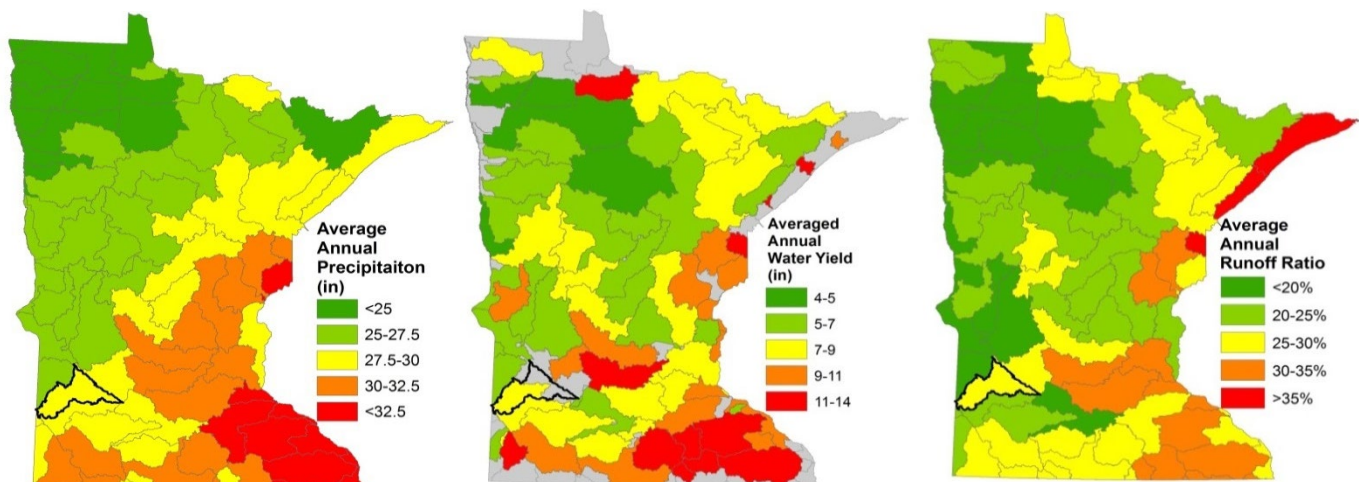 Average
Annual
Precipitaiton
(in)
<25
25-27.5
27.5-30
30-32.5
<32.5
Averaged
Annual
Water Yield
(in)
4-5
5-7
7-9
9-11
11-14
Average
Annual
Runoff Ratio
<20%
20-25%
25-30%
30-35%
>35%